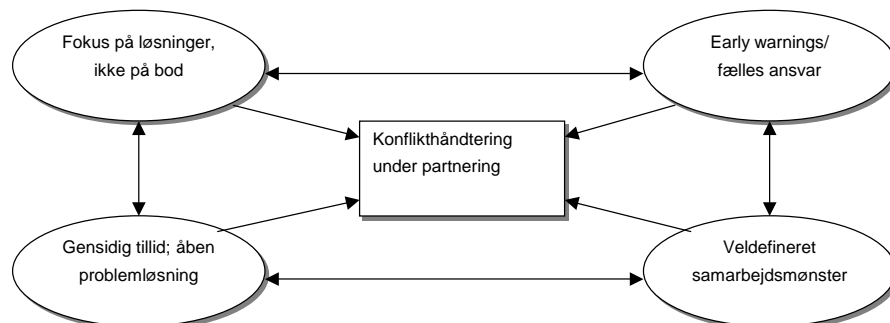 Fokus på løsninger,
ikke på bod
Early warnings/
fælles ansvar
Konflikthåndtering
under partnering
Gensidig tillid; åben
problemløsning
Veldefineret
samarbejdsmønster